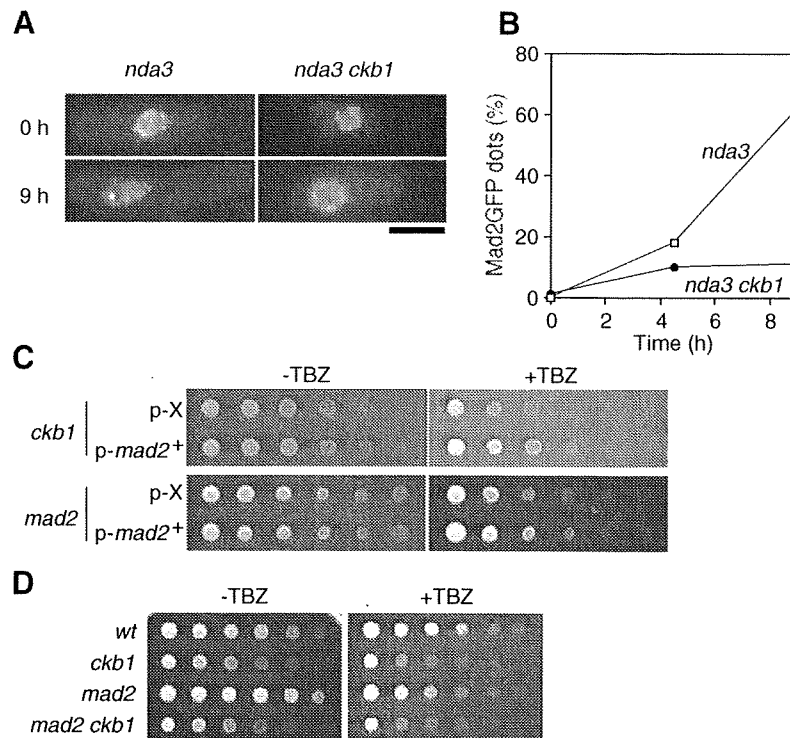 A
nda3
nda3 ckb1
0 h
9 h
B
Mad2GFP dots (%)
80
60
40
20
0
nda3
nda3 ckb1
0 2 4 6 8
Time (h)
C
-TBZ
+TBZ
ckb1
p-X
p-mad2+
mad2
p-X
p-mad2+
D
-TBZ
+TBZ
wt
ckb1
mad2
mad2 ckb1